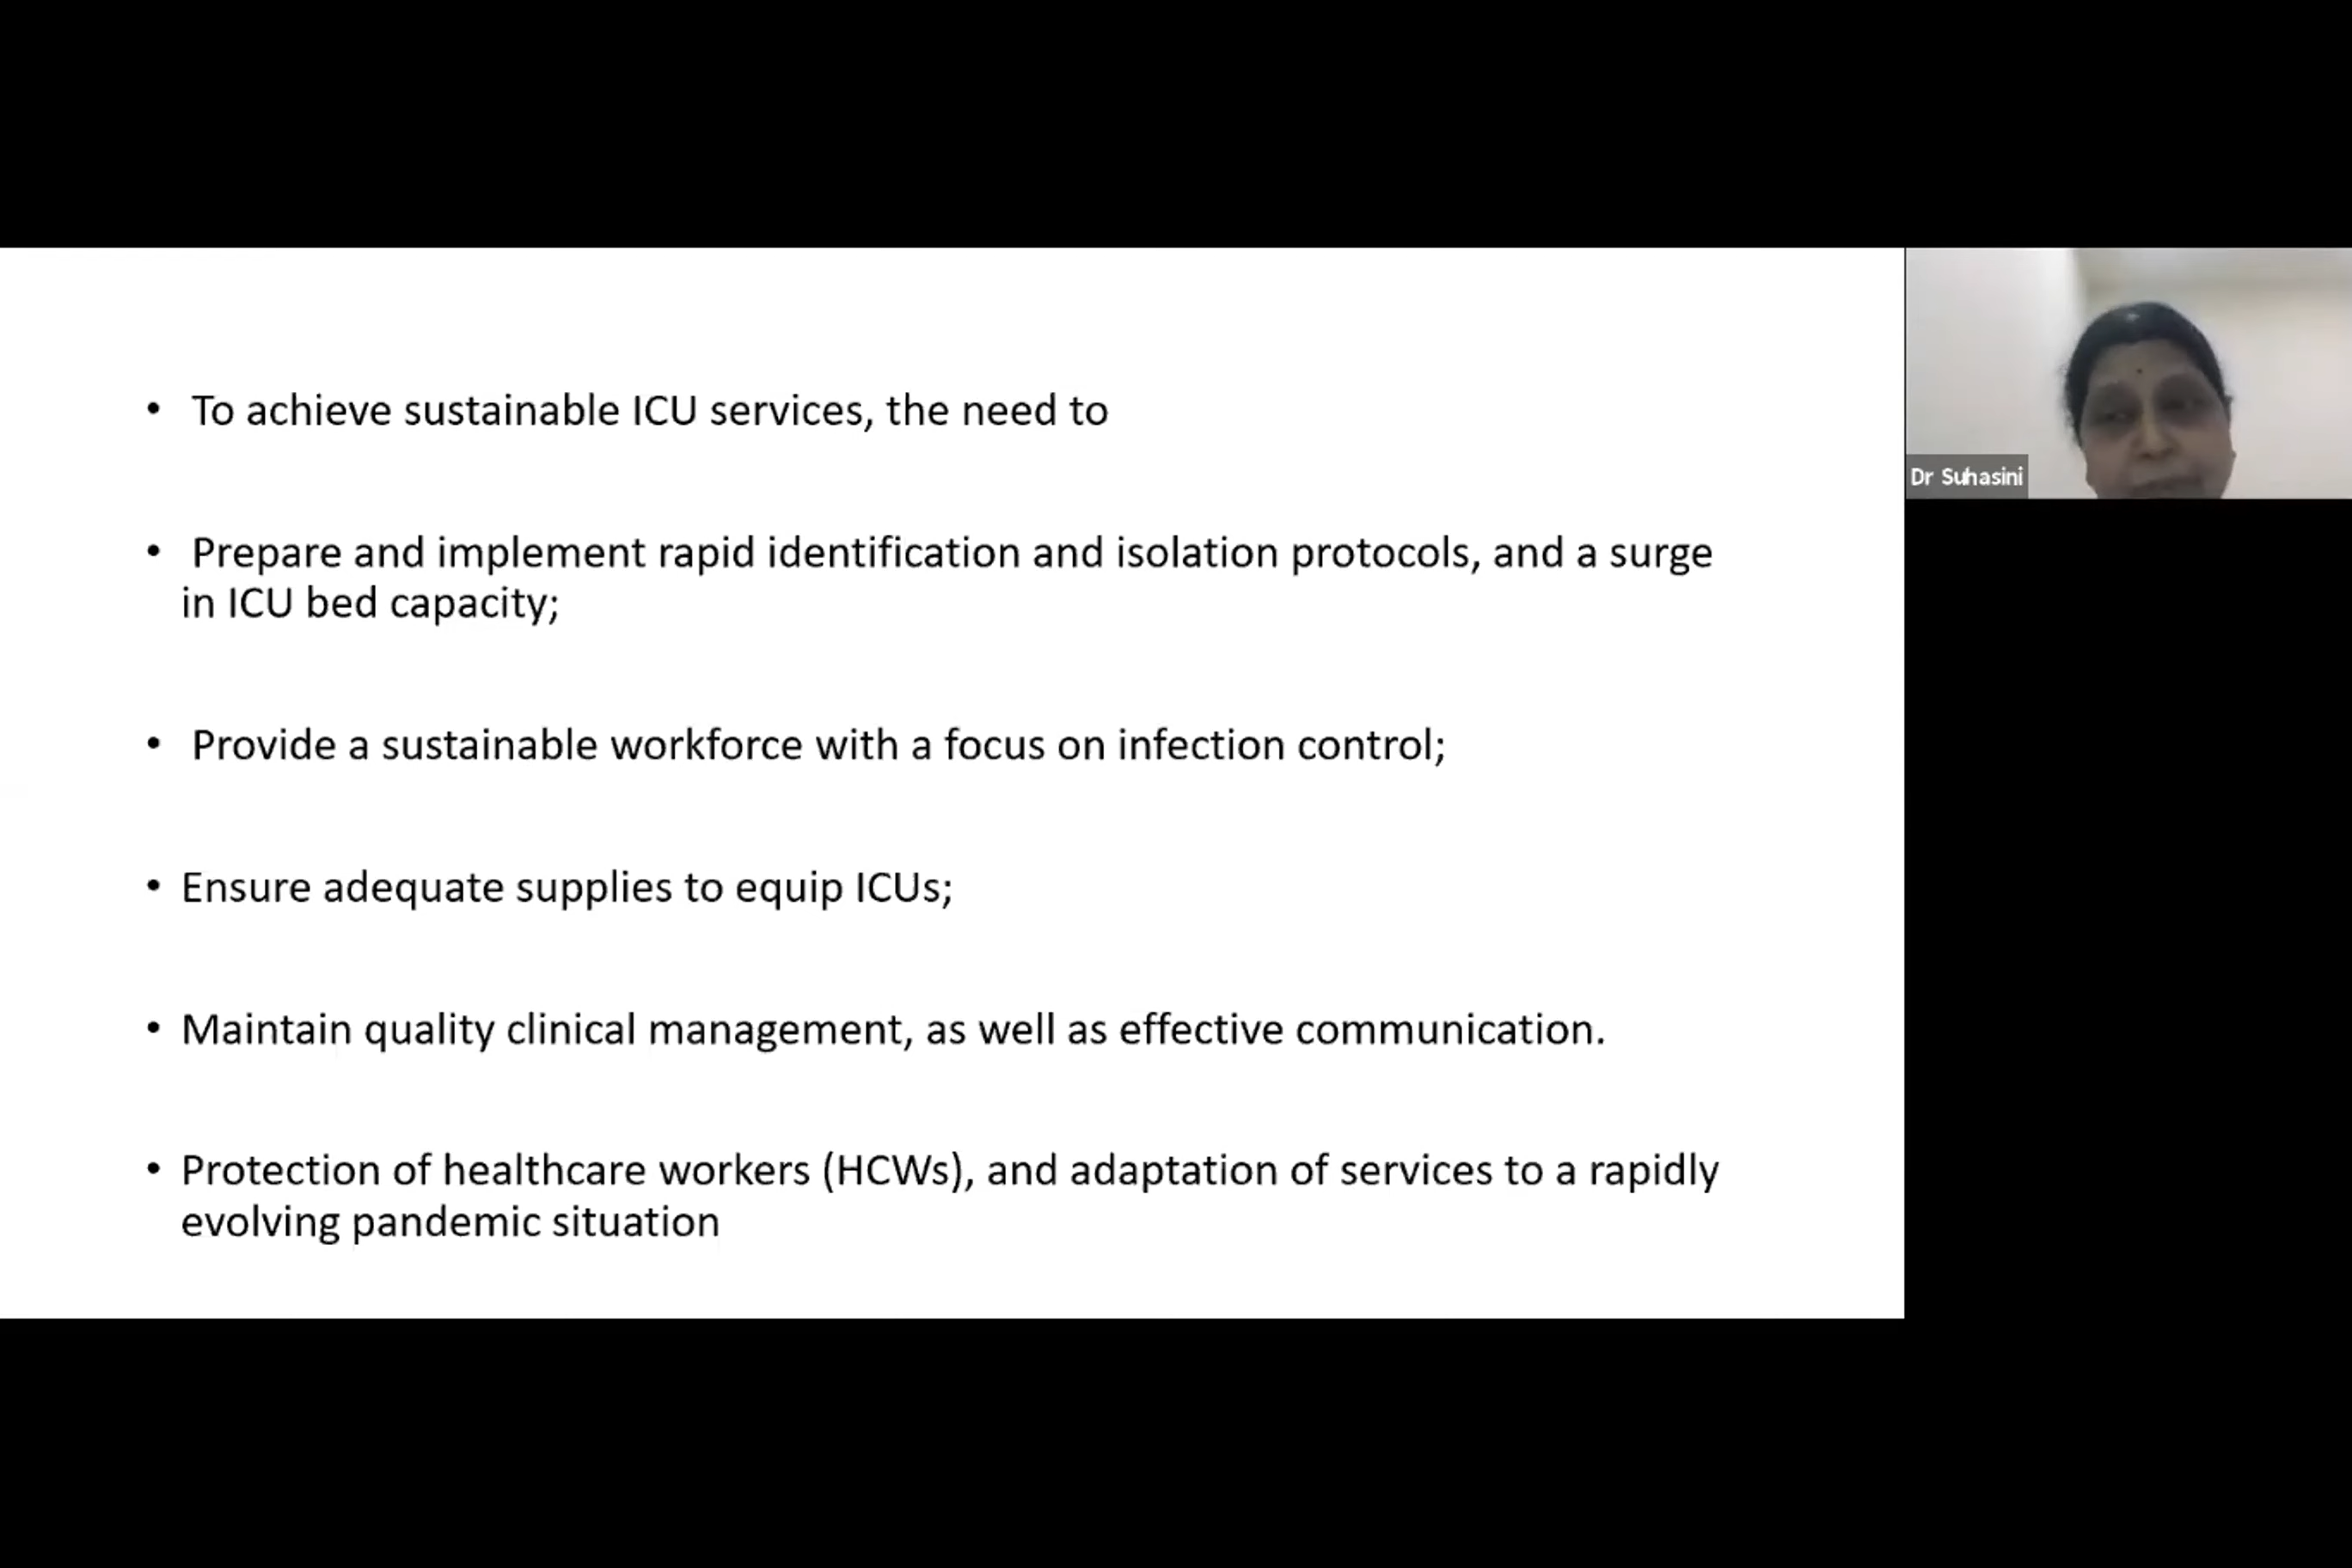 • To achieve sustainable ICU services, the need to
• Prepare and implement rapid identification and isolation protocols, and a surge
in ICU bed capacity;
• Provide a sustainable workforce with a focus on infection control;
• Ensure adequate supplies to equip ICUs;
• Maintain quality clinical management, as well as effective communication.
• Protection of healthcare workers (HCWs), and adaptation of services to a rapidly
evolving pandemic situation
Dr Suhasini